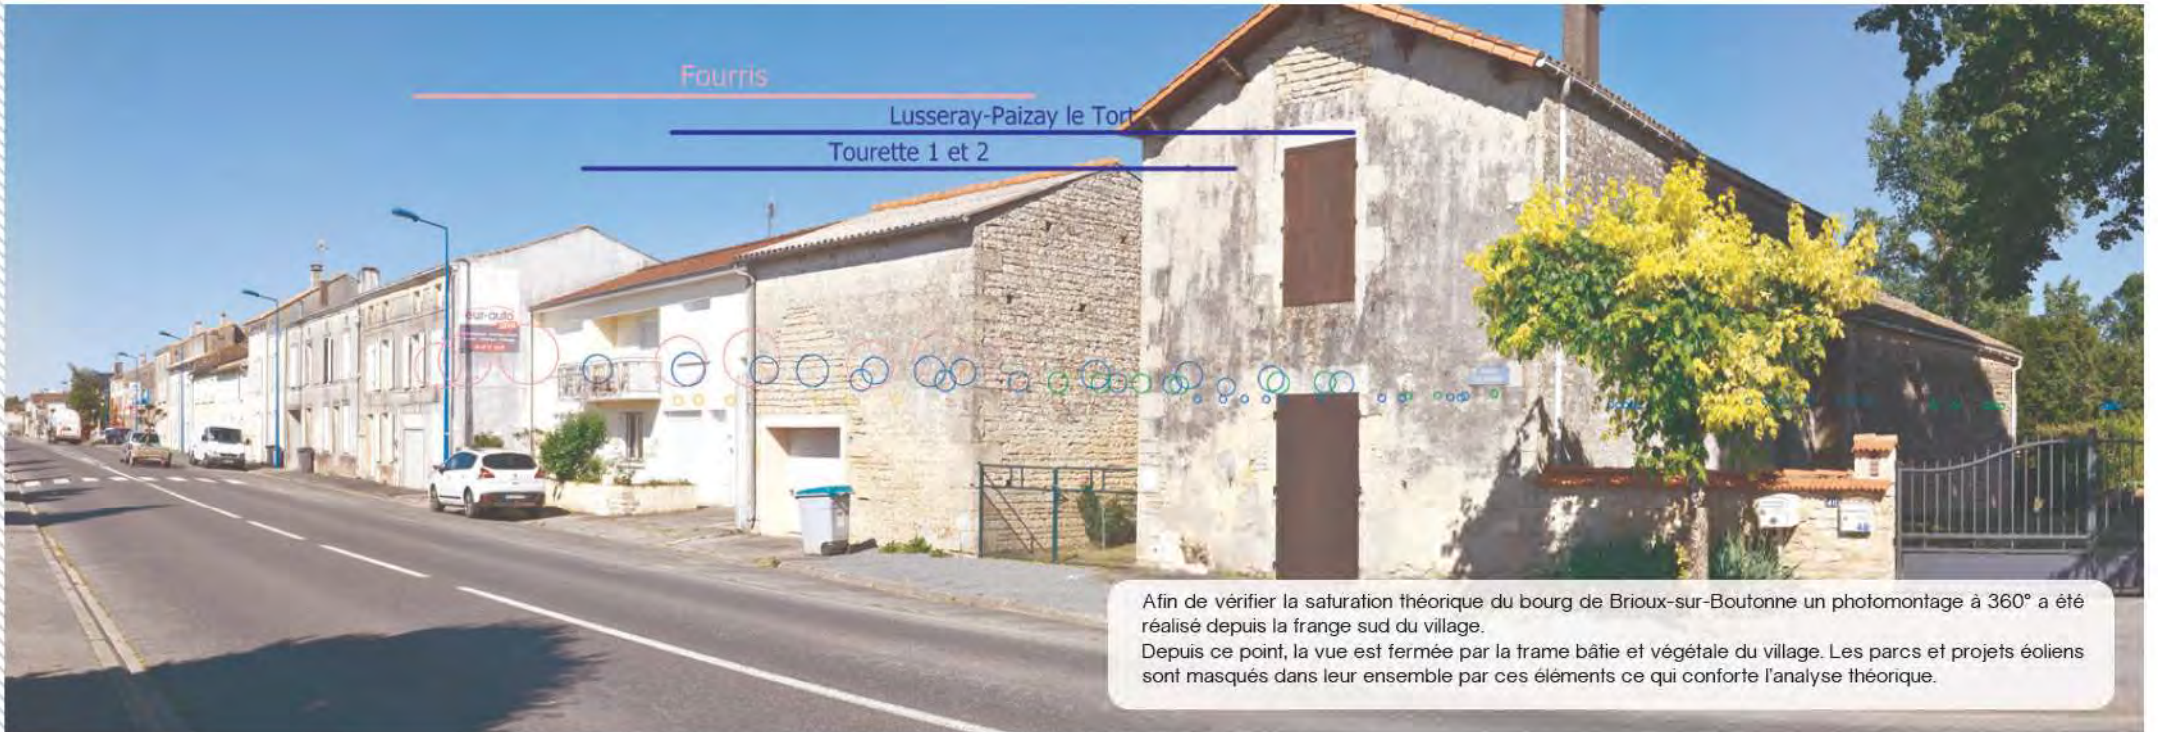 Fourris
Lusseray-Paizay le Tort
Tourette 1 et 2
eur-auto
Afin de vérifier la saturation théorique du bourg de Brioux-sur-Boutonne un photomontage à 360° a été
réalisé depuis la frange sud du village.
Depuis ce point, la vue est fermée par la trame bâtie et végétale du village. Les parcs et projets éoliens
sont masqués dans leur ensemble par ces éléments ce qui conforte l'analyse théorique.